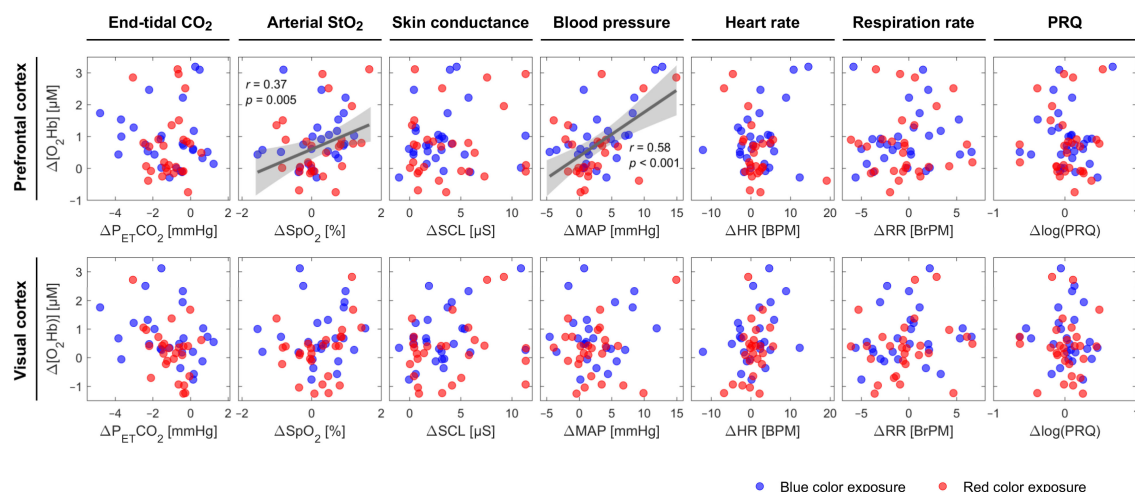 End-tidal CO2 Arterial StO2 Skin conductance Blood pressure Heart rate Respiration rate PRQ
Prefrontal cortex
Δ[O2Hb] [µM]
3
2
1
0
−1
r = 0.37
p = 0.005
r = 0.58
p < 0.001
−4 −2 0 2 −2 0 2 0 5 10 −5 0 5 10 15 −10 0 10 20 −5 0 5 −1 0 1
ΔPETCO2 [mmHg] ΔSpO2 [%] ΔSCL [µS] ΔMAP [mmHg] ΔHR [BPM] ΔRR [BrPM] Δlog(PRQ)
Visual cortex
Δ[O2Hb)] [µM]
3
2
1
0
−1
−4 −2 0 2 −2 0 2 0 5 10 −5 0 5 10 15 −10 0 10 20 −5 0 5 −1 0 1
ΔPETCO2 [mmHg] ΔSpO2 [%] ΔSCL [µS] ΔMAP [mmHg] ΔHR [BPM] ΔRR [BrPM] Δlog(PRQ)
Blue color exposure Red color exposure